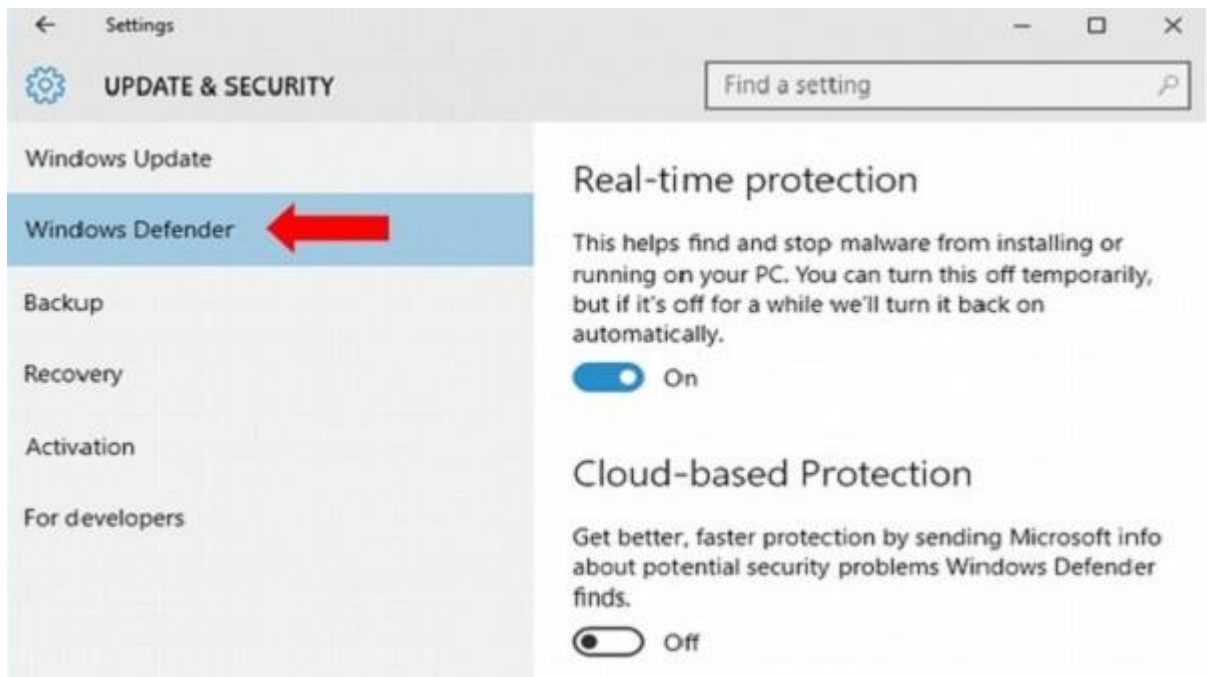 Settings
UPDATE & SECURITY
Find a setting
Windows Update
Windows Defender
Backup
Recovery
Activation
For developers
Real-time protection
This helps find and stop malware from installing or
running on your PC. You can turn this off temporarily,
but if it's off for a while we'll turn it back on
automatically.
On
Cloud-based Protection
Get better, faster protection by sending Microsoft info
about potential security problems Windows Defender
finds.
Off